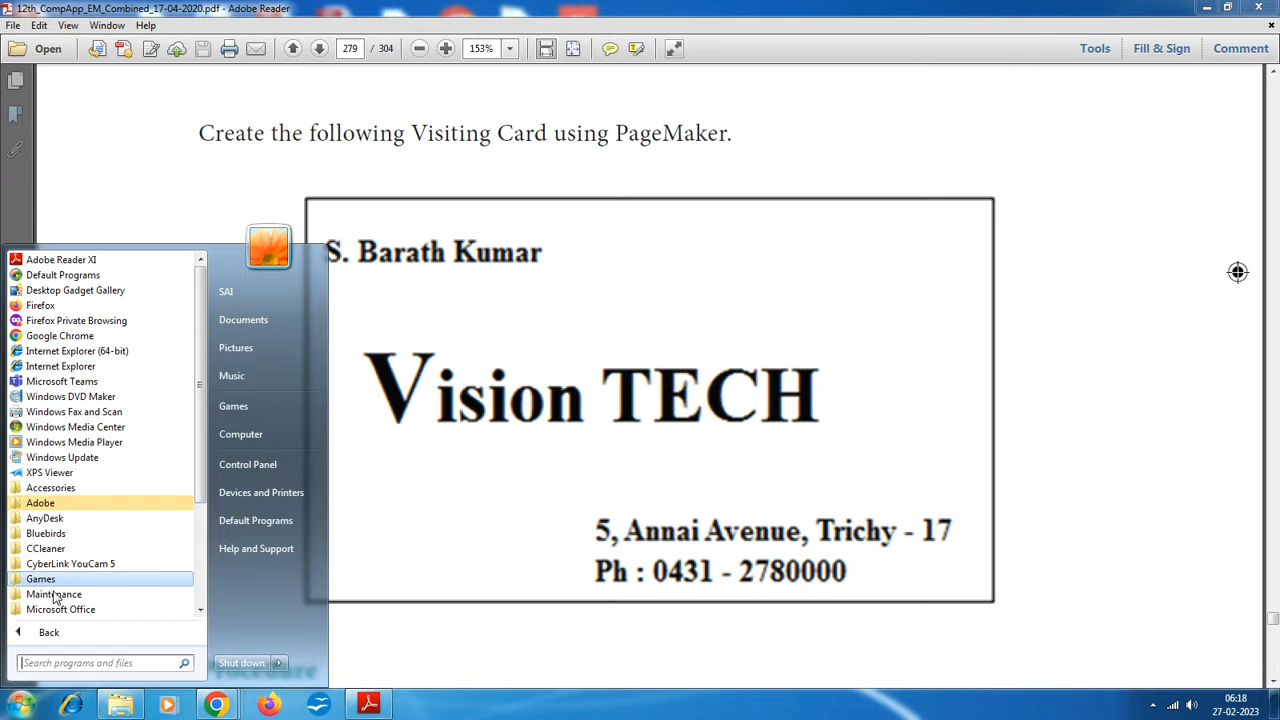 12th_CompApp_EM_Combined_17-04-2020.pdf - Adobe Reader
File Edit View Window Help
Open 279 / 304 153% Tools Fill & Sign Comment
Create the following Visiting Card using PageMaker.
S. Barath Kumar
Vision TECH
5, Annai Avenue, Trichy - 17
Ph : 0431 - 2780000
Procedure
Adobe Reader XI
Default Programs
Desktop Gadget Gallery
Firefox
Firefox Private Browsing
Google Chrome
Internet Explorer (64-bit)
Internet Explorer
Microsoft Teams
Windows DVD Maker
Windows Fax and Scan
Windows Media Center
Windows Media Player
Windows Update
XPS Viewer
Accessories
Adobe
AnyDesk
Bluebirds
CCleaner
CyberLink YouCam 5
Games
Maintenance
Microsoft Office
Back
Search programs and files
SAI
Documents
Pictures
Music
Games
Computer
Control Panel
Devices and Printers
Default Programs
Help and Support
Shut down
06:18
27-02-2023